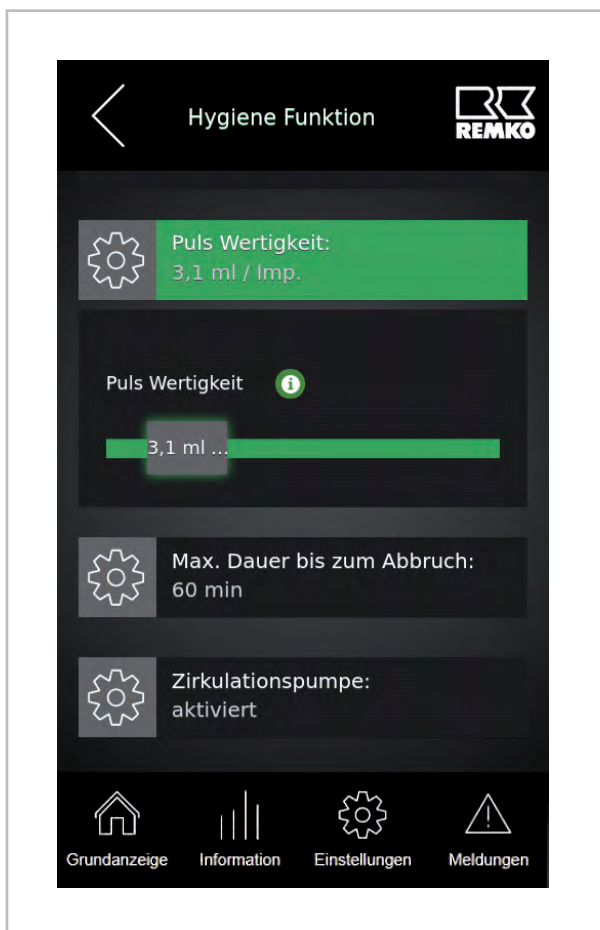 Hygiene Funktion
REMKO
Puls Wertigkeit:
3,1 ml / Imp.
Puls Wertigkeit
3,1 ml ...
Max. Dauer bis zum Abbruch:
60 min
Zirkulationspumpe:
aktiviert
Grundanzeige Information Einstellungen Meldungen